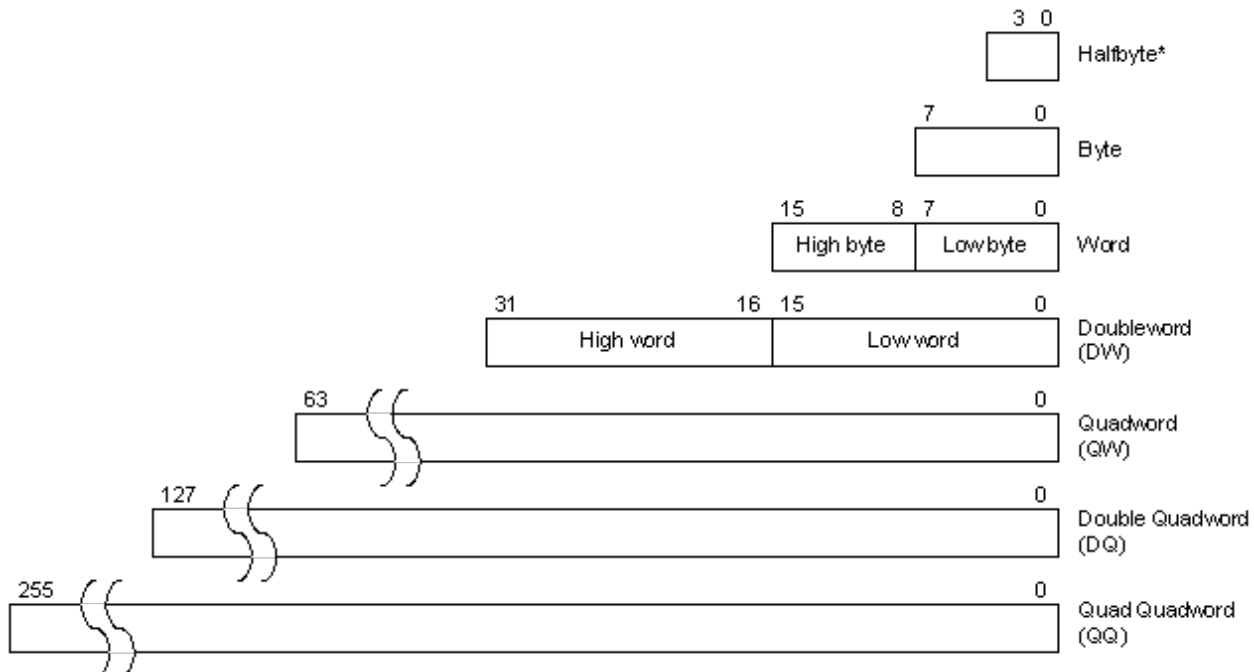 3 0
Halfbyte*
7 0
Byte
15 8 7 0
High byte Low byte Word
31 16 15 0
High word Low word Doubleword
(DW)
63 0
Quadword
(QW)
127 0
Double Quadword
(DQ)
255 0
Quad Quadword
(QQ)